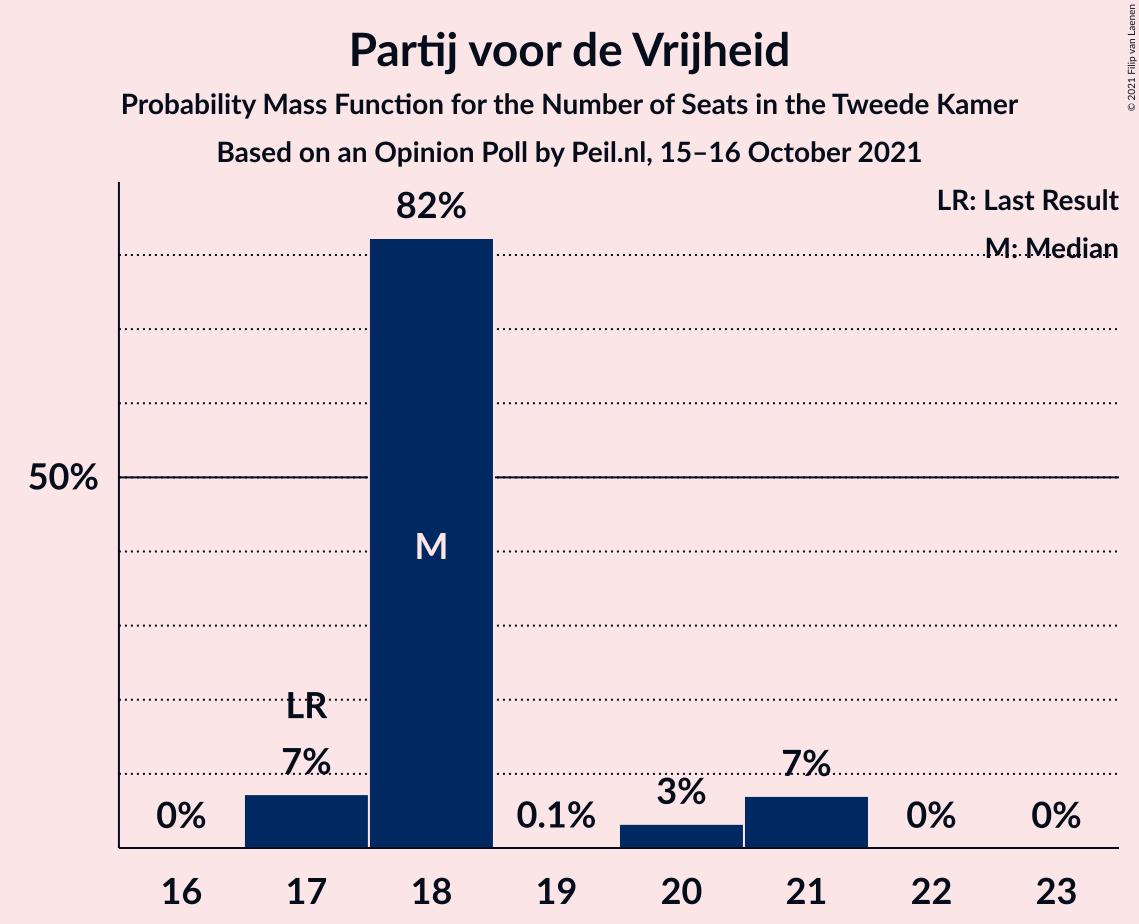 Partij voor de Vrijheid
Probability Mass Function for the Number of Seats in the Tweede Kamer
Based on an Opinion Poll by Peil.nl, 15–16 October 2021
© 2021 Filip van Laenen
LR: Last Result
M: Median
82%
50%
M
LR
7%
0%
0.1%
3%
7%
0%
0%
16 17 18 19 20 21 22 23